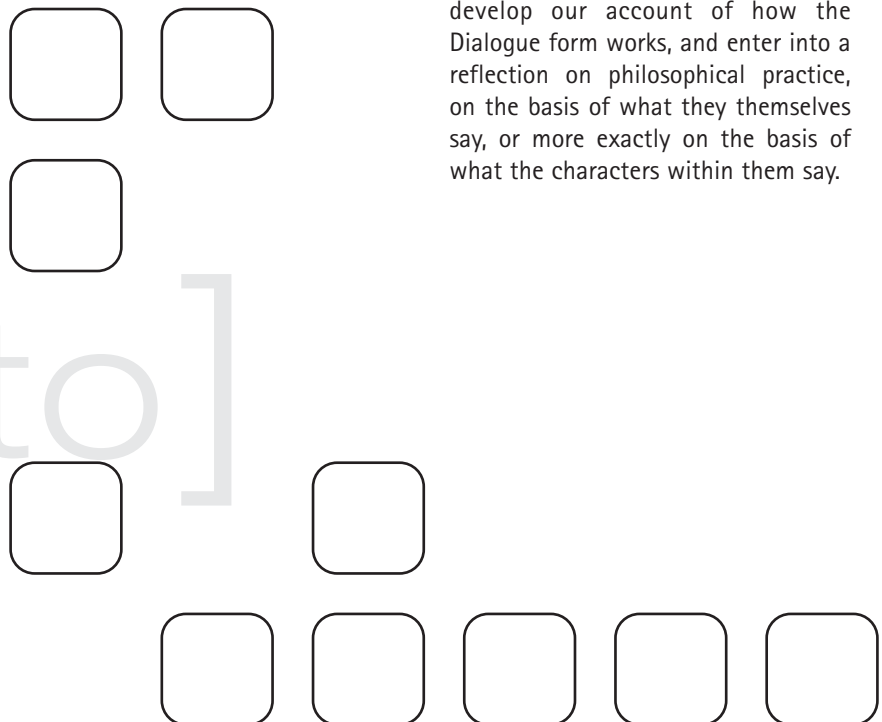 develop our account of how the
Dialogue form works, and enter into a
reflection on philosophical practice,
on the basis of what they themselves
say, or more exactly on the basis of
what the characters within them say.
to]